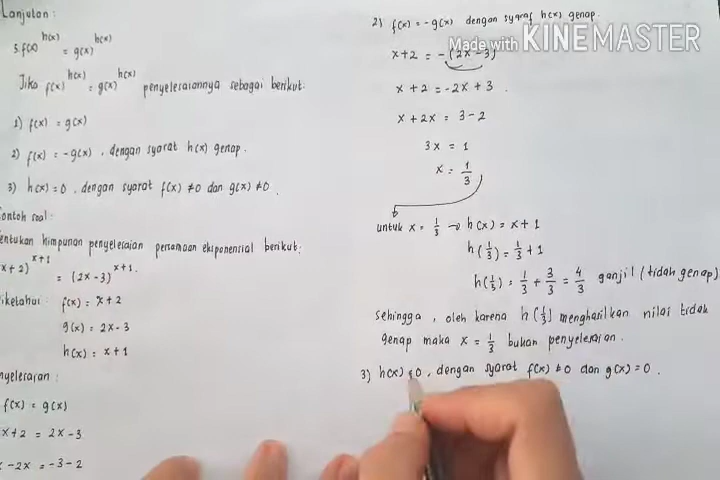 Lanjutan :
5. f(x)^h(x) = g(x)^h(x)
Jika f(x)^h(x) = g(x)^h(x) penyelesaiannya sebagai berikut:
1) f(x) = g(x)
2) f(x) = -g(x) , dengan syarat h(x) genap.
3) h(x) = 0 , dengan syarat f(x) ≠ 0 dan g(x) ≠ 0 .
ontoh soal :
entukan himpunan penyelesaian persamaan eksponensial berikut:
x + 2)^x+1 = (2x - 3)^x+1.
iketahui : f(x) = x + 2
g(x) = 2x - 3
h(x) = x + 1
nyelesaian :
f(x) = g(x)
x + 2 = 2x - 3
x - 2x = -3 - 2
2) f(x) = - g(x) dengan syarat h(x) genap.
x + 2 = - (2x - 3)
x + 2 = -2x + 3 .
x + 2x = 3 - 2
3x = 1
x = 1/3
untuk x = 1/3 → h(x) = x + 1
h(1/3) = 1/3 + 1
h(1/3) = 1/3 + 3/3 = 4/3 ganjil (tidak genap)
Sehingga , oleh karena h(1/3) menghasilkan nilai tidak
genap maka x = 1/3 bukan penyelesaian .
3) h(x) = 0 , dengan syarat f(x) ≠ 0 dan g(x) = 0 .
Made with KINEMASTER